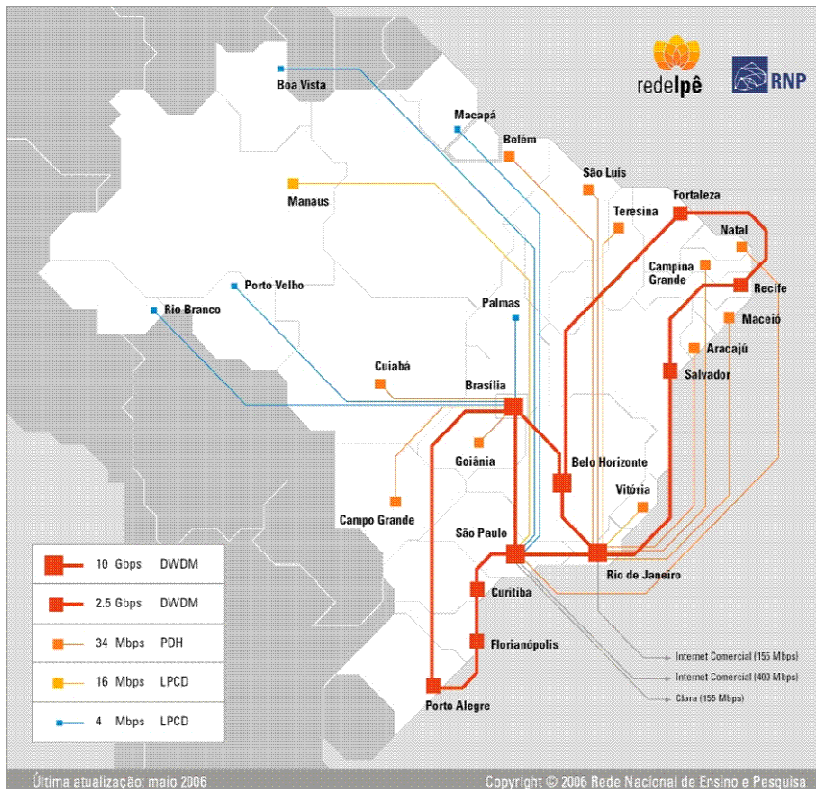 redeIpê
RNP
Boa Vista
Macapá
Belém
São Luís
Fortaleza
Manaus
Teresina
Natal
Campina
Grande
Recife
Porto Velho
Rio Branco
Palmas
Maceió
Aracajú
Cuiabá
Salvador
Brasília
Goiânia
Belo Horizonte
Vitória
Campo Grande
São Paulo
Rio de Janeiro
Curitiba
Florianópolis
Porto Alegre
10 Gbps DWDM
2.5 Gbps DWDM
34 Mbps PDH
16 Mbps LPCD
4 Mbps LPCD
Internet Comercial (155 Mbps)
Internet Comercial (400 Mbps)
Clara (155 Mbps)
Última atualização: maio 2006
Copyright © 2006 Rede Nacional de Ensino e Pesquisa